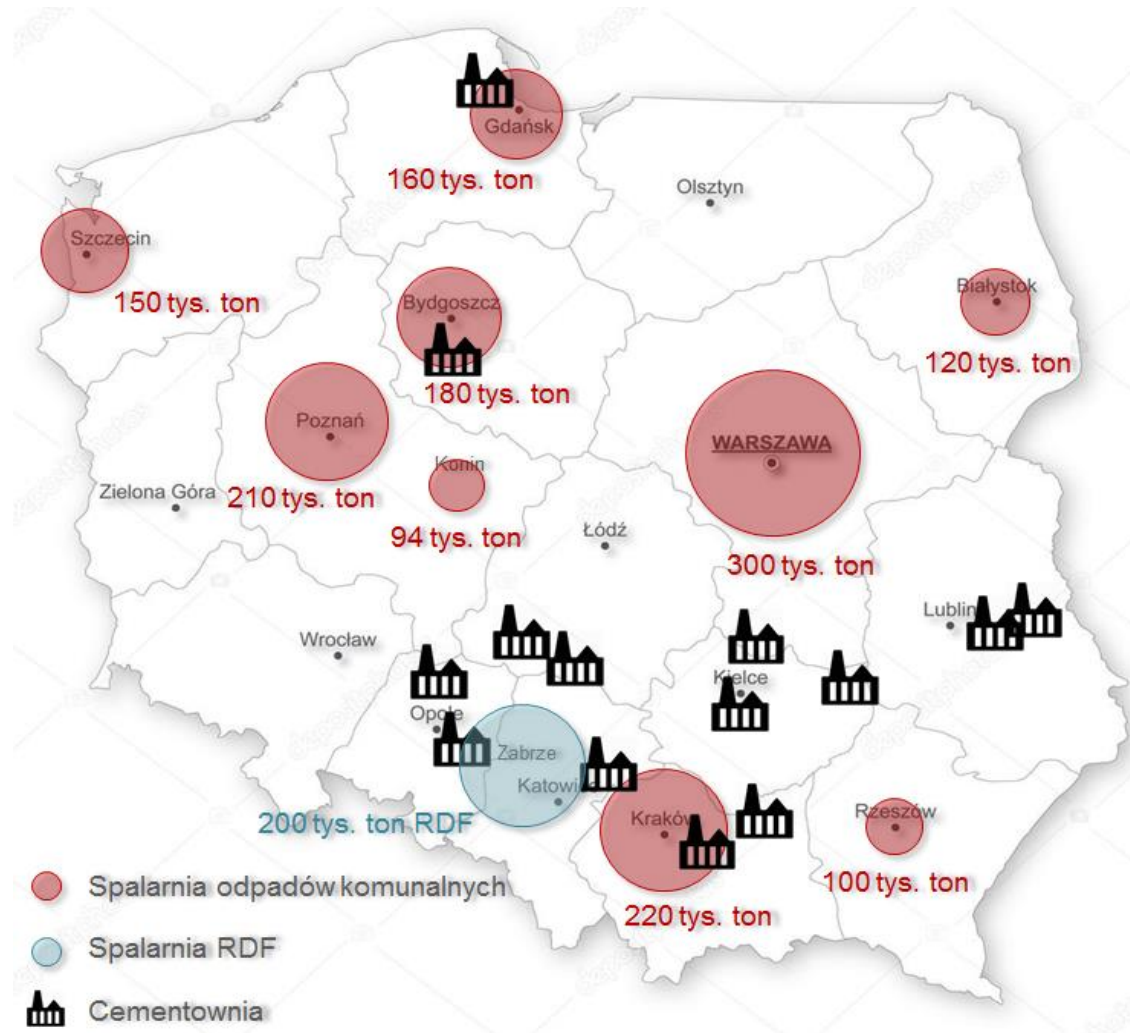 Gdańsk
160 tys. ton
Olsztyn
Szczecin
150 tys. ton
Bydgoszcz
180 tys. ton
Białystok
120 tys. ton
Poznań
210 tys. ton
Konin
94 tys. ton
WARSZAWA
300 tys. ton
Zielona Góra
Łódź
Wrocław
Lublin
Kielce
Opole
Zabrze
Katowice
200 tys. ton RDF
Kraków
220 tys. ton
Rzeszów
100 tys. ton
Spalarnia odpadów komunalnych
Spalarnia RDF
Cementownia